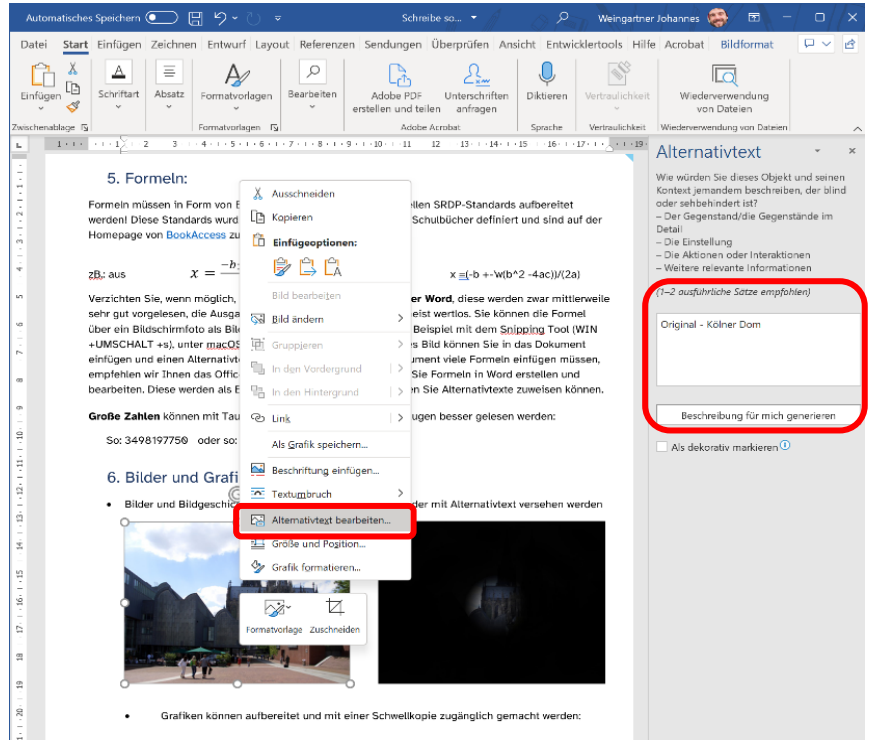 Automatisches Speichern
Schreibe so...
Weingartner Johannes
Datei Start Einfügen Zeichnen Entwurf Layout Referenzen Sendungen Überprüfen Ansicht Entwicklertools Hilfe Acrobat Bildformat
Einfügen
Schriftart
Absatz
Formatvorlagen
Bearbeiten
Adobe PDF erstellen und teilen
Unterschriften anfragen
Diktieren
Vertraulichkeit
Wiederverwendung von Dateien
Zwischenablage
Formatvorlagen
Adobe Acrobat
Sprache
Vertraulichkeit
Wiederverwendung von Dateien
5. Formeln:
Formeln müssen in Form von ellen SRDP-Standards aufbereitet
werden! Diese Standards wurd Schulbücher definiert und sind auf der
Homepage von BookAccess zu
zB.: aus x = −b x =(-b +-'w(b^2 -4ac))/(2a)
Verzichten Sie, wenn möglich, er Word, diese werden zwar mittlerweile
sehr gut vorgelesen, die Ausga eist wertlos. Sie können die Formel
über ein Bildschirmfoto als Bil Beispiel mit dem Snipping Tool (WIN
+UMSCHALT +s), unter macOS es Bild können Sie in das Dokument
einfügen und einen Alternativt ument viele Formeln einfügen müssen,
empfehlen wir Ihnen das Offic Sie Formeln in Word erstellen und
bearbeiten. Diese werden als en Sie Alternativtexte zuweisen können.
Große Zahlen können mit Tau ugen besser gelesen werden:
So: 3498197750 oder so:
6. Bilder und Grafi
• Bilder und Bildgeschic der mit Alternativtext versehen werden
• Grafiken können aufbereitet und mit einer Schwellkopie zugänglich gemacht werden:
Ausschneiden
Kopieren
Einfügeoptionen:
Bild bearbeiten
Bild ändern
Gruppieren
In den Vordergrund
In den Hintergrund
Link
Als Grafik speichern...
Beschriftung einfügen...
Textumbruch
Alternativtext bearbeiten...
Größe und Position...
Grafik formatieren...
Formatvorlage Zuschneiden
Alternativtext
Wie würden Sie dieses Objekt und seinen
Kontext jemandem beschreiben, der blind
oder sehbehindert ist?
– Der Gegenstand/die Gegenstände im
Detail
– Die Einstellung
– Die Aktionen oder Interaktionen
– Weitere relevante Informationen
(1–2 ausführliche Sätze empfohlen)
Original - Kölner Dom
Beschreibung für mich generieren
Als dekorativ markieren